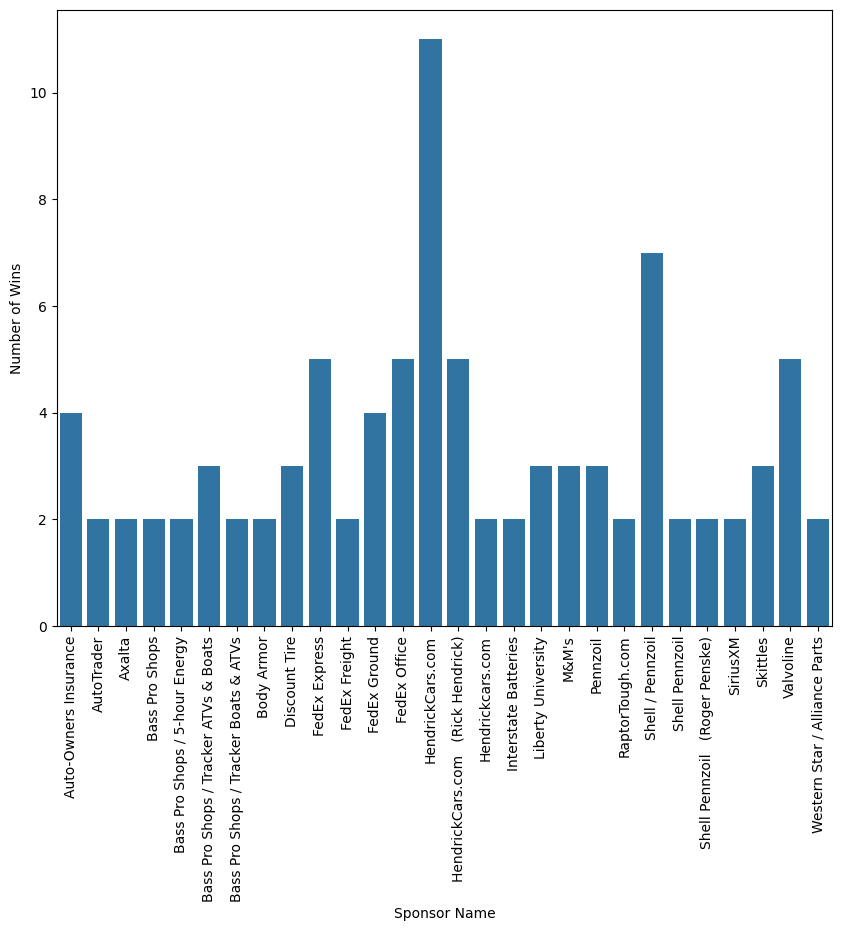 Number of Wins
10
8
6
4
2
0
Auto-Owners Insurance
AutoTrader
Axalta
Bass Pro Shops
Bass Pro Shops / 5-hour Energy
Bass Pro Shops / Tracker ATVs & Boats
Bass Pro Shops / Tracker Boats & ATVs
Body Armor
Discount Tire
FedEx Express
FedEx Freight
FedEx Ground
FedEx Office
HendrickCars.com
HendrickCars.com   (Rick Hendrick)
Hendrickcars.com
Interstate Batteries
Liberty University
M&M's
Pennzoil
RaptorTough.com
Shell / Pennzoil
Shell Pennzoil
Shell Pennzoil   (Roger Penske)
SiriusXM
Skittles
Valvoline
Western Star / Alliance Parts
Sponsor Name